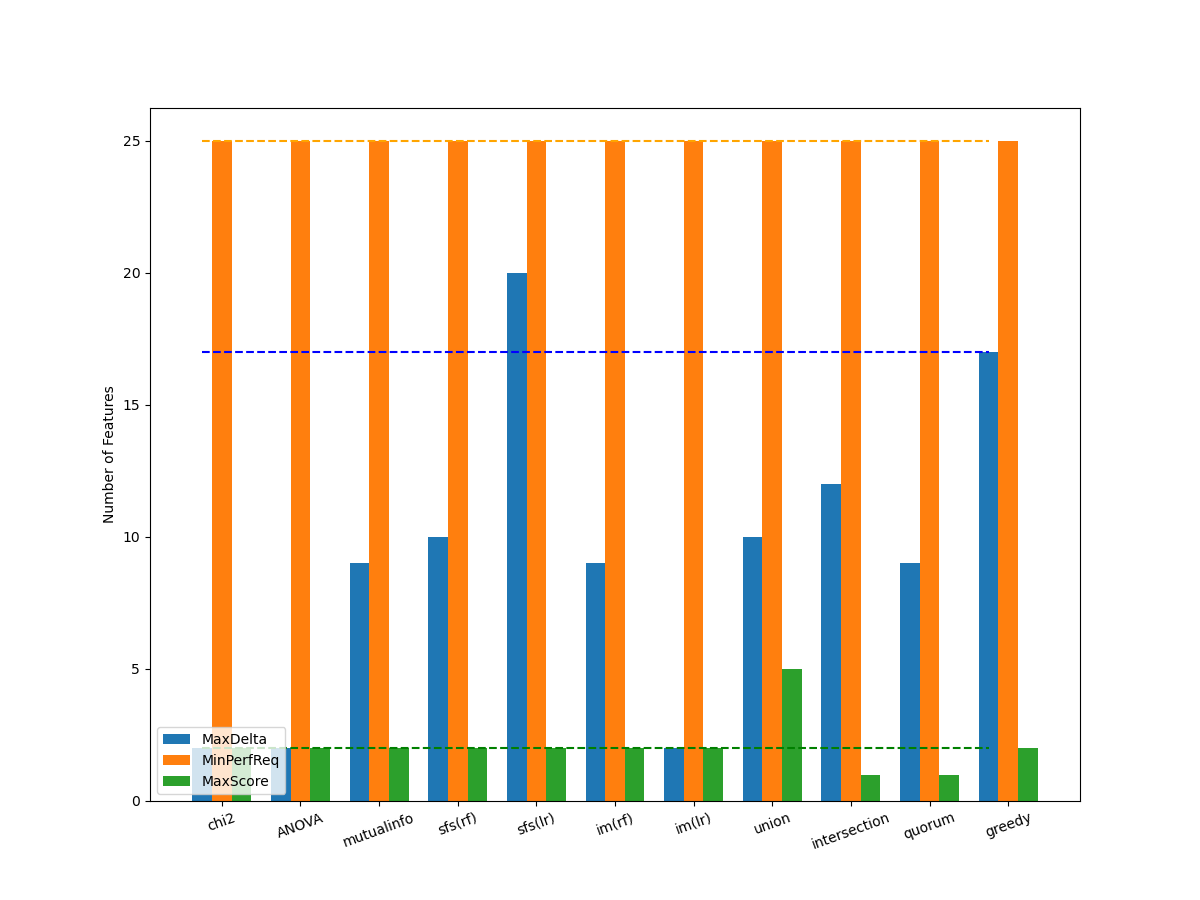 Number of Features
25
20
15
10
5
0
MaxDelta
MinPerfReq
MaxScore
chi2
ANOVA
mutualinfo
sfs(rf)
sfs(lr)
im(rf)
im(lr)
union
intersection
quorum
greedy